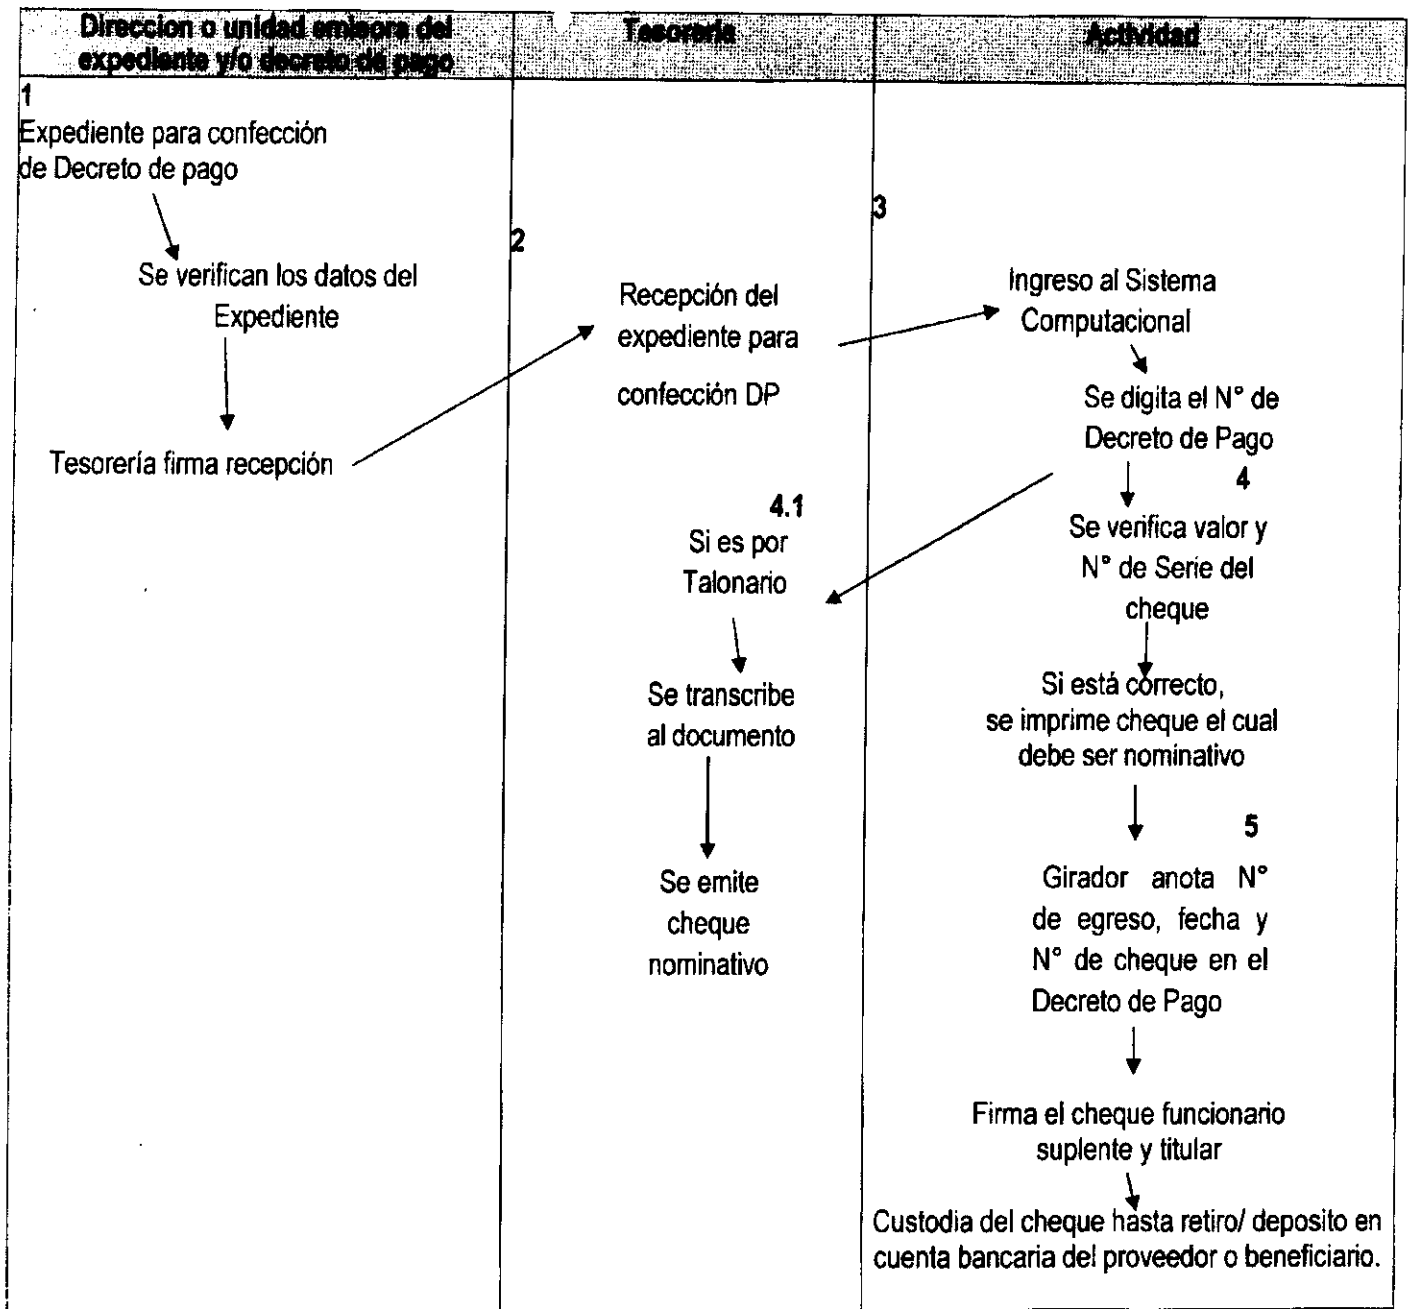 Direccion o unidad emisora del
expediente y/o decreto de pago
Tesorería
Actividad
1
Expediente para confección
de Decreto de pago
Se verifican los datos del
Expediente
Tesorería firma recepción
2
Recepción del
expediente para
confección DP
3
Ingreso al Sistema
Computacional
Se digita el N° de
Decreto de Pago
4
Se verifica valor y
N° de Serie del
cheque
Si está correcto,
se imprime cheque el cual
debe ser nominativo
4.1
Si es por
Talonario
Se transcribe
al documento
Se emite
cheque
nominativo
5
Girador anota N°
de egreso, fecha y
N° de cheque en el
Decreto de Pago
Firma el cheque funcionario
suplente y titular
Custodia del cheque hasta retiro/ deposito en
cuenta bancaria del proveedor o beneficiario.